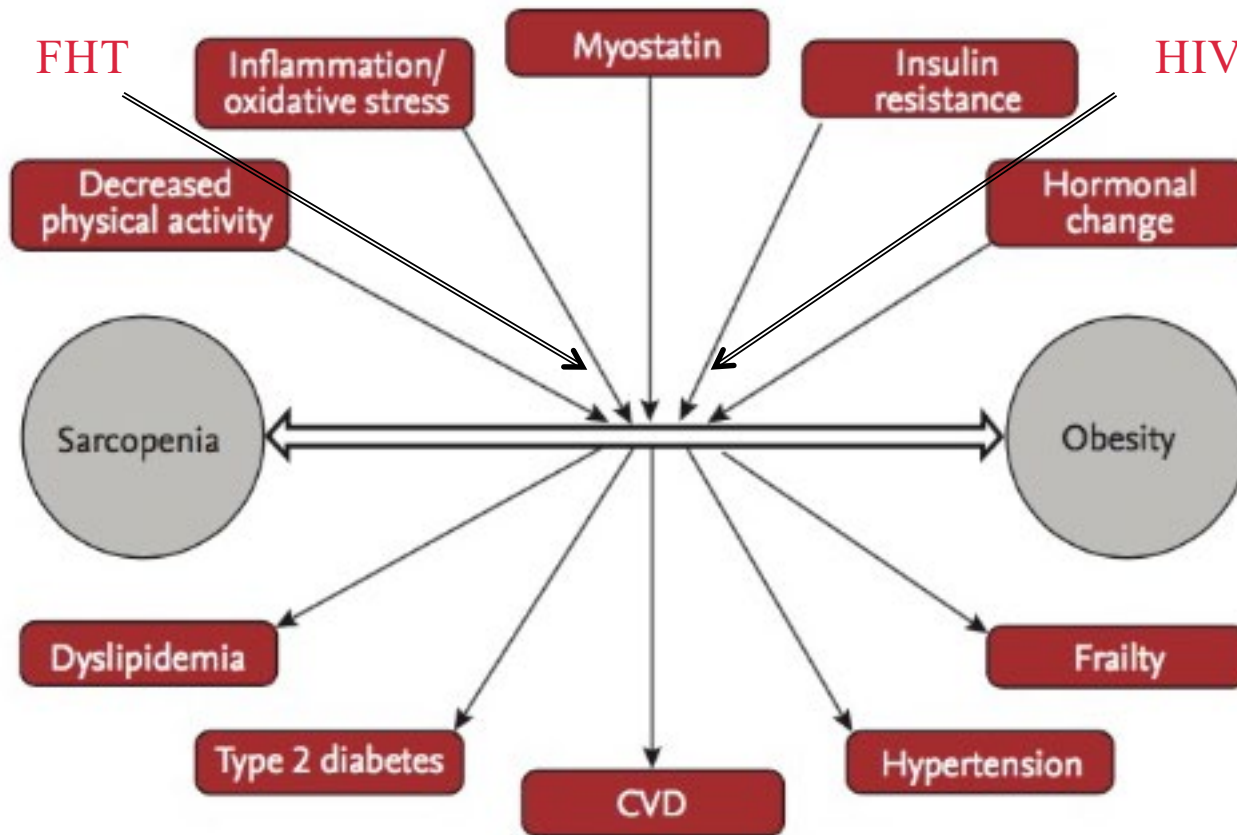 FHT
Inflammation/
oxidative stress
Myostatin
Insulin
resistance
HIV
Decreased
physical activity
Hormonal
change
Sarcopenia
Obesity
Dyslipidemia
Frailty
Type 2 diabetes
CVD
Hypertension